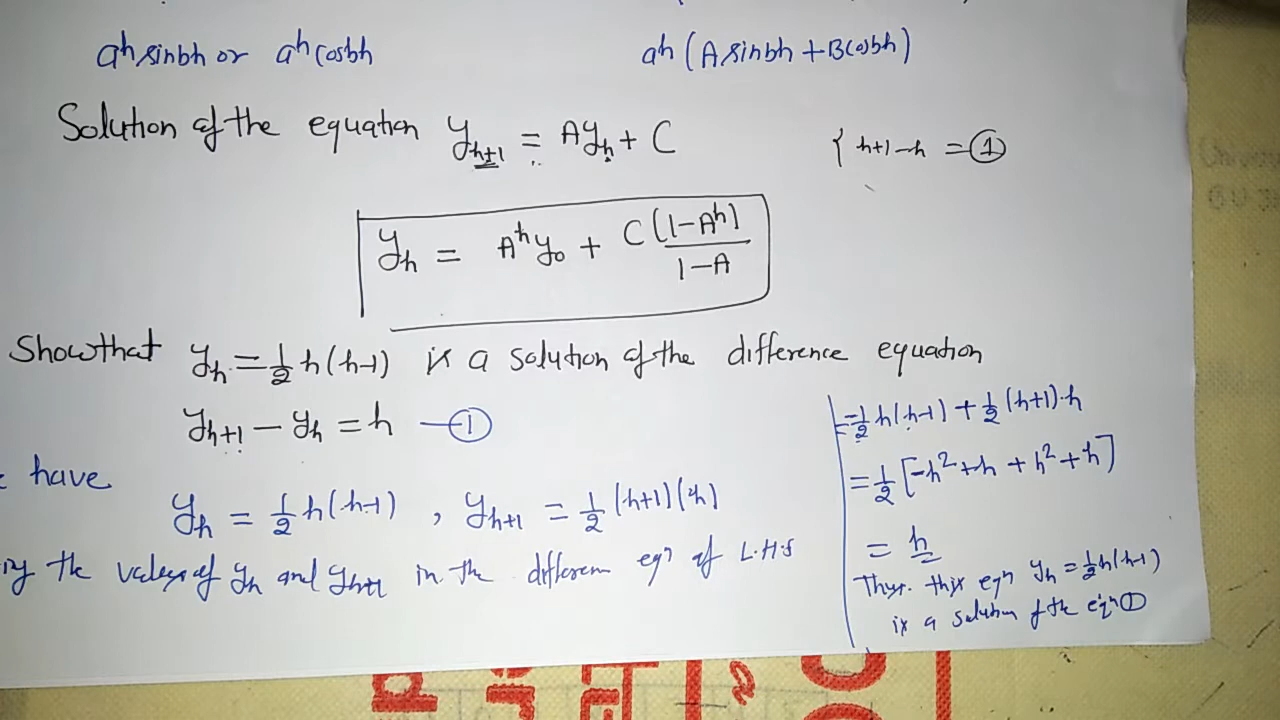 a^h sinbh or a^h cosbh
a^h (A sinbh + B cosbh)
Solution of the equation y_{h+1} = Ay_h + C
{ h+1-h = ①
y_h = A^h y_0 + C(1-A^h)/(1-A)
Show that y_h = 1/2 h(h-1) is a solution of the difference equation
y_{h+1} - y_h = h —①
have
y_h = 1/2 h(h-1) , y_{h+1} = 1/2 (h+1)(h)
the values of y_h and y_{h+1} in the differen eqn of L.H.S
= -1/2 h(h-1) + 1/2 (h+1)·h
= 1/2 [-h^2+h + h^2+h]
= h
Thus. this eqn y_h = 1/2 h(h-1)
is a solution of the eqn ①